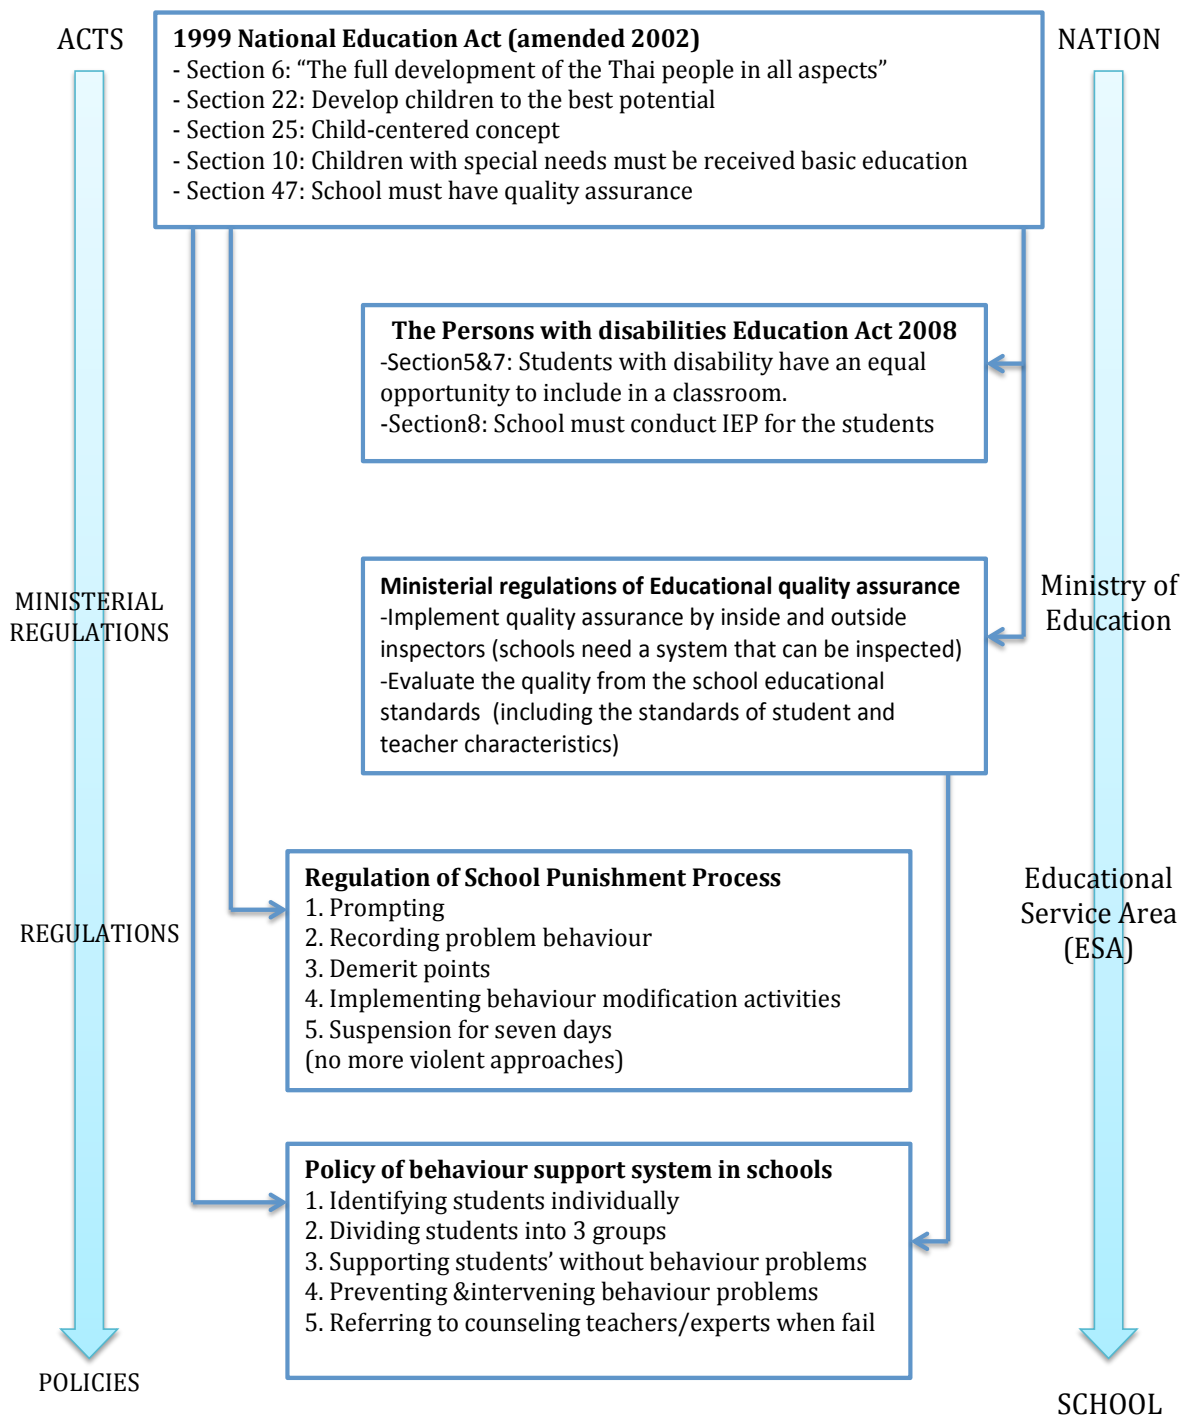 ACTS
1999 National Education Act (amended 2002)
- Section 6: “The full development of the Thai people in all aspects”
- Section 22: Develop children to the best potential
- Section 25: Child-centered concept
- Section 10: Children with special needs must be received basic education
- Section 47: School must have quality assurance
NATION
The Persons with disabilities Education Act 2008
-Section5&7: Students with disability have an equal
opportunity to include in a classroom.
-Section8: School must conduct IEP for the students
MINISTERIAL
REGULATIONS
Ministerial regulations of Educational quality assurance
-Implement quality assurance by inside and outside
inspectors (schools need a system that can be inspected)
-Evaluate the quality from the school educational
standards  (including the standards of student and
teacher characteristics)
Ministry of
Education
REGULATIONS
Regulation of School Punishment Process
1. Prompting
2. Recording problem behaviour
3. Demerit points
4. Implementing behaviour modification activities
5. Suspension for seven days
(no more violent approaches)
Educational
Service Area
(ESA)
Policy of behaviour support system in schools
1. Identifying students individually
2. Dividing students into 3 groups
3. Supporting students’ without behaviour problems
4. Preventing &intervening behaviour problems
5. Referring to counseling teachers/experts when fail
POLICIES
SCHOOL